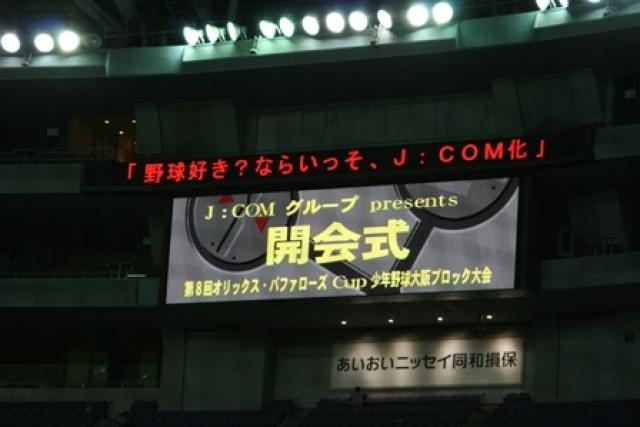 「野球好き？ならいっそ、J：COM化」
J：COM グループ presents
開会式
第8回オリックス・バファローズ Cup 少年野球大阪ブロック大会
あいおいニッセイ同和損保